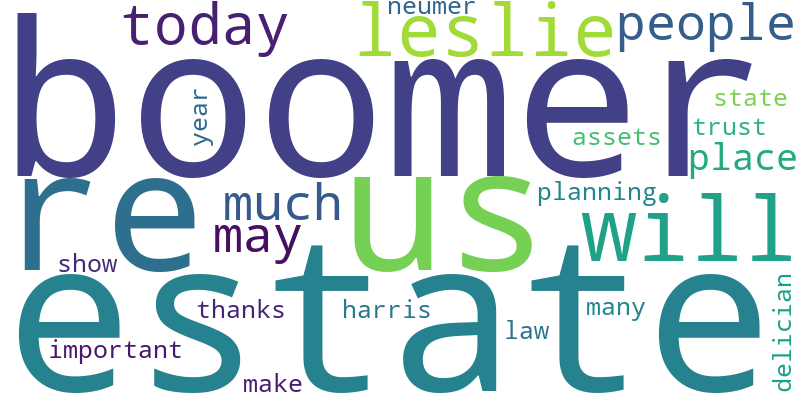 neumer
today
leslie
people
boomer
year
state
assets
trust
place
re
us
much
planning
may
will
show
estate
thanks
harris
many
law
important
make
delician